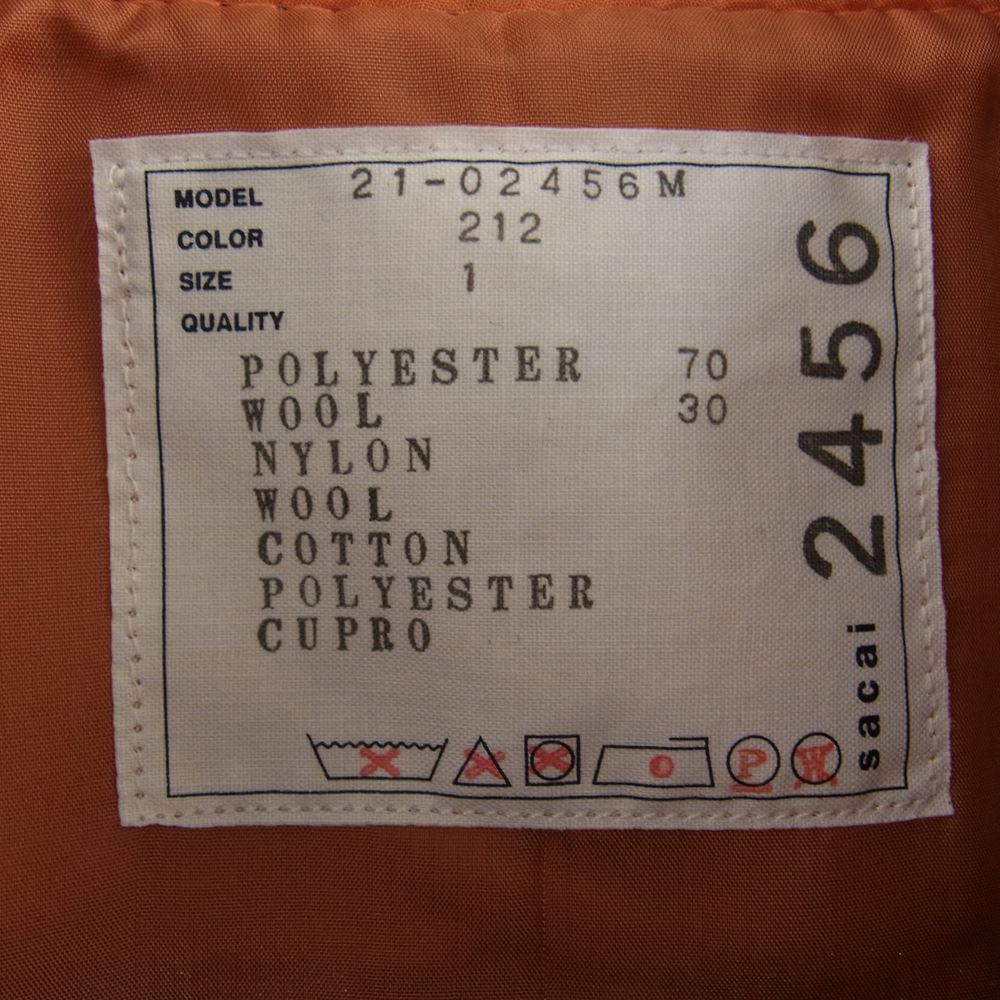 MODEL 21-02456M
COLOR 212
SIZE 1
QUALITY
POLYESTER 70
WOOL 30
NYLON
WOOL
COTTON
POLYESTER
CUPRO
P W
sacai 2456